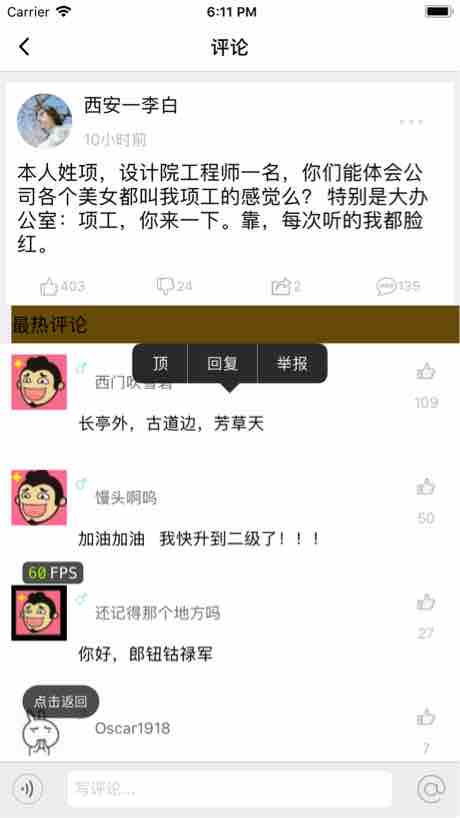 Carrier 6:11 PM
评论
西安一李白
10小时前
本人姓项，设计院工程师一名，你们能体会公
司各个美女都叫我项工的感觉么？ 特别是大办
公室：项工，你来一下。靠，每次听的我都脸
红。
403 24 2 135
最热评论
顶 回复 举报
西门吹雪
109
长亭外，古道边，芳草天
馒头啊呜
50
加油加油 我快升到二级了！！！
60 FPS
还记得那个地方吗
27
你好，郎钮钴禄军
点击返回
Oscar1918
7
写评论...